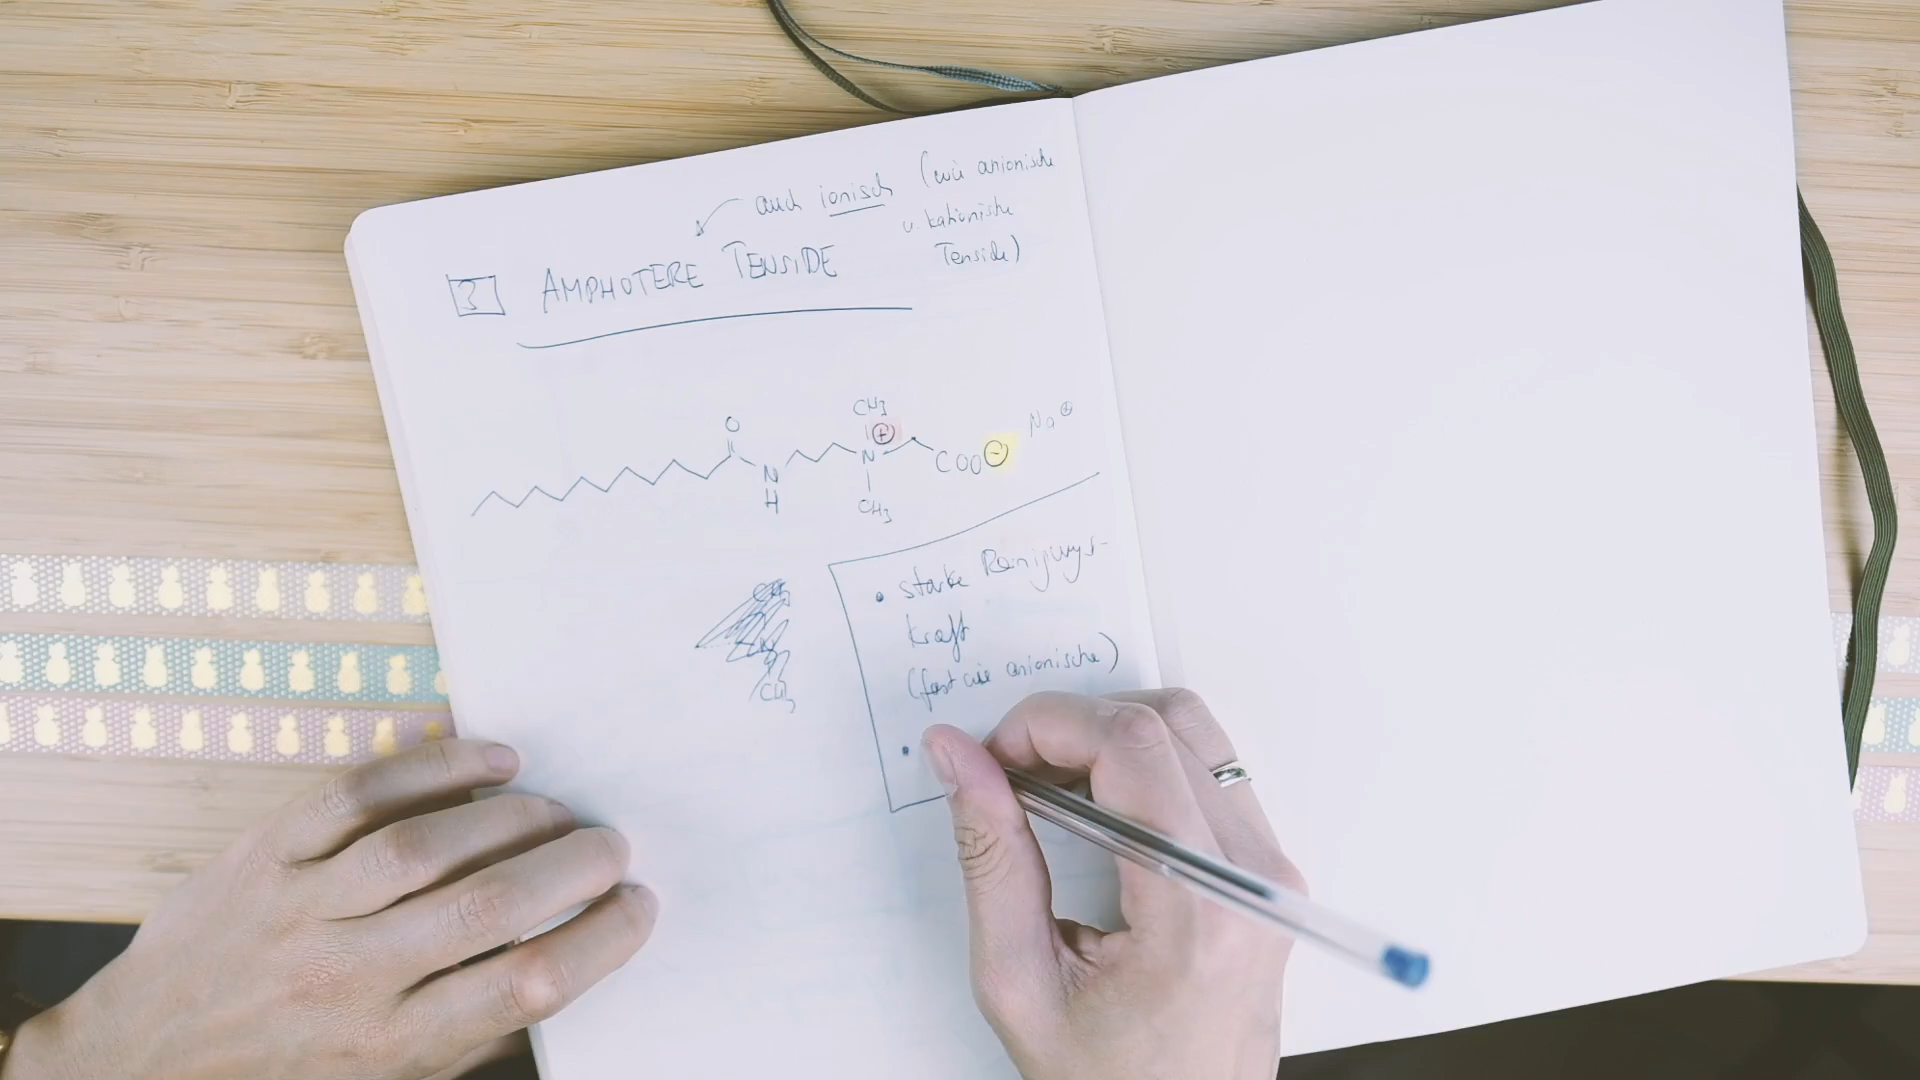 auch ionisch (wie anionische
u. kationische
Tenside)
3 AMPHOTERE TENSIDE
O
N
H
CH3
⊕
N
CH3
COO⊖
Na⊕
• starke Reinigungs-
kraft
(fast wie anionische)
•
CH3